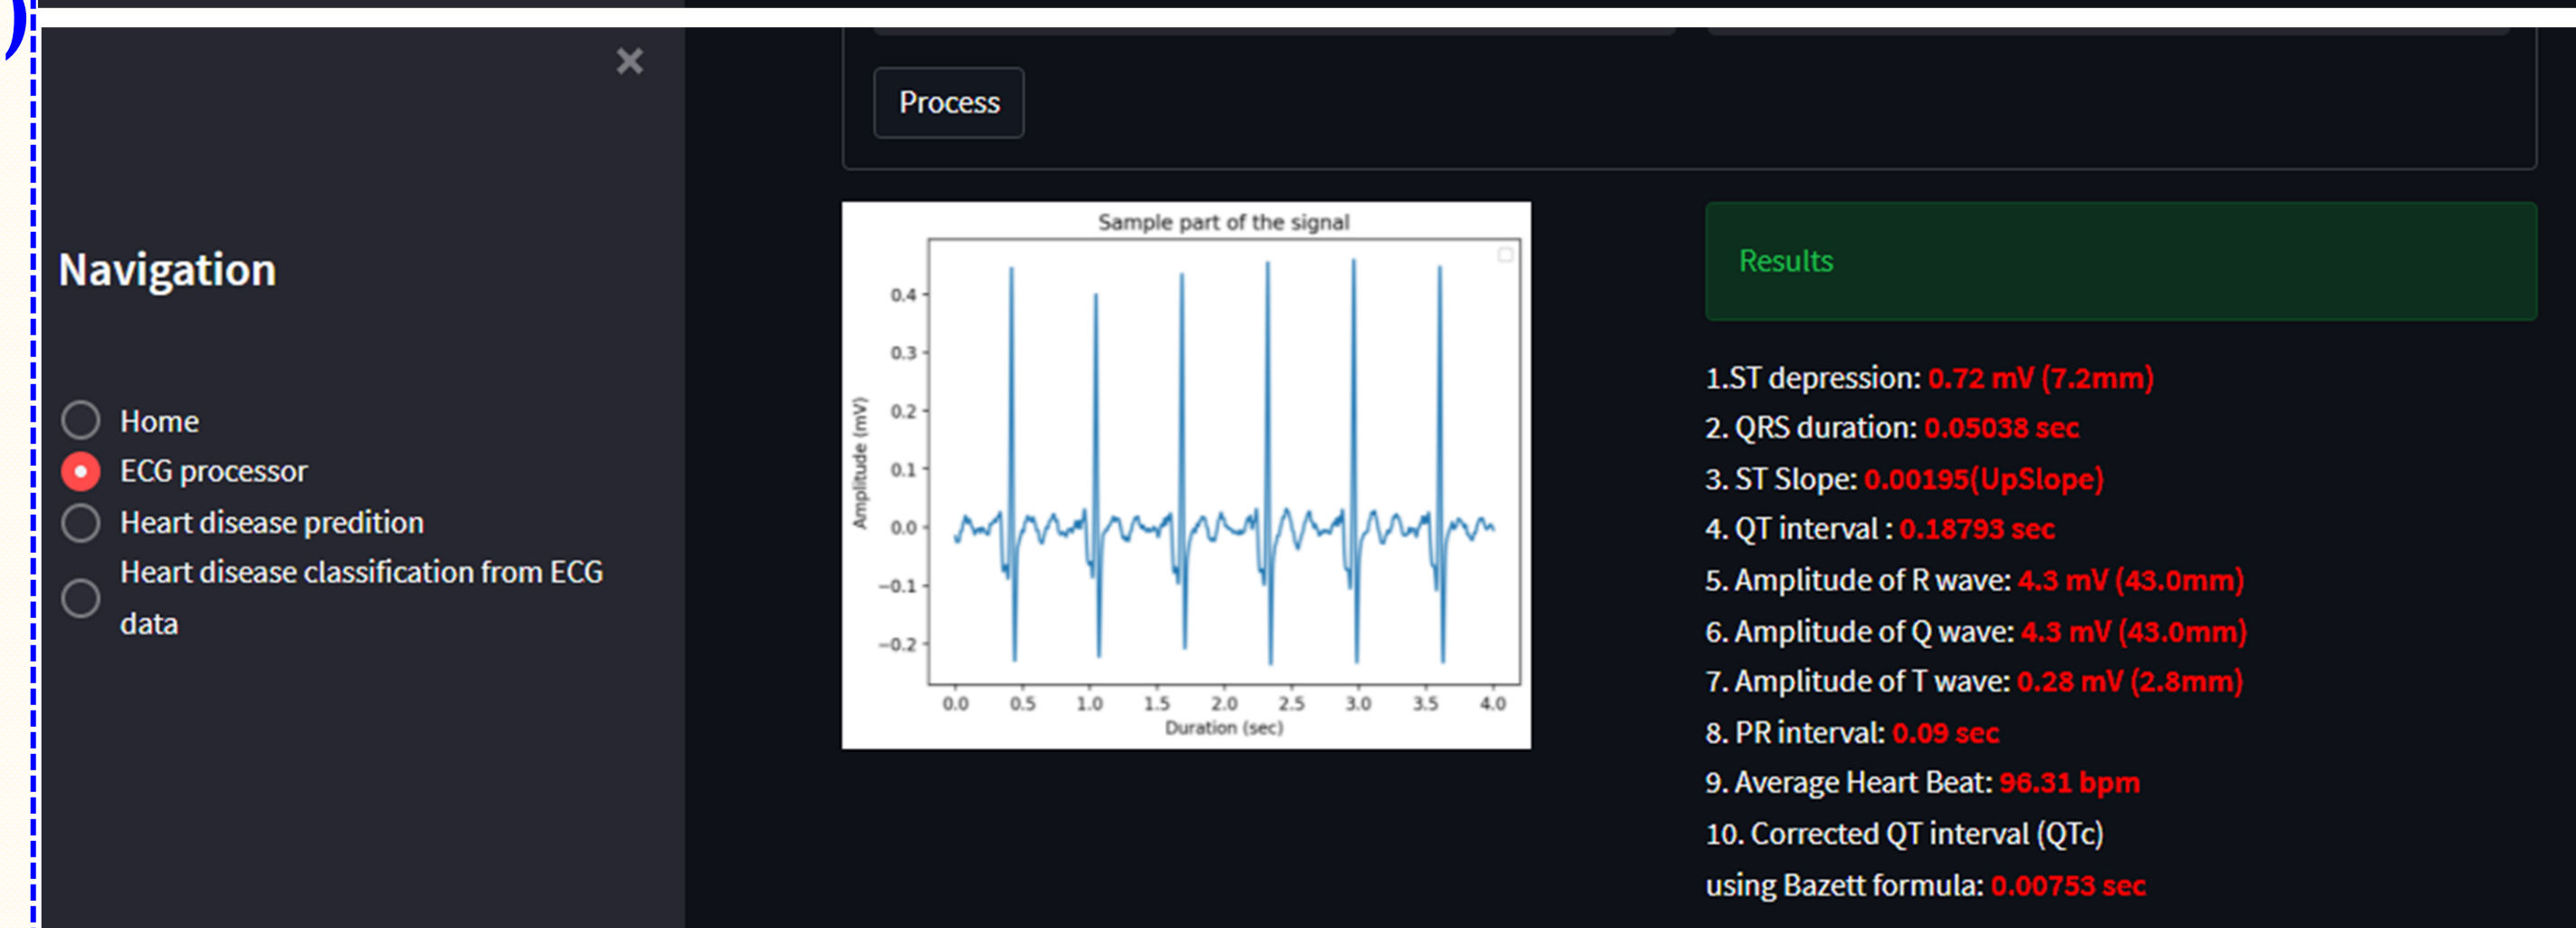 )
Process
Navigation
Home
ECG processor
Heart disease predition
Heart disease classification from ECG
data
Sample part of the signal
Amplitude (mV)
0.4
0.3
0.2
0.1
0.0
−0.1
−0.2
0.0 0.5 1.0 1.5 2.0 2.5 3.0 3.5 4.0
Duration (sec)
Results
1.ST depression: 0.72 mV (7.2mm)
2. QRS duration: 0.05038 sec
3. ST Slope: 0.00195(UpSlope)
4. QT interval : 0.18793 sec
5. Amplitude of R wave: 4.3 mV (43.0mm)
6. Amplitude of Q wave: 4.3 mV (43.0mm)
7. Amplitude of T wave: 0.28 mV (2.8mm)
8. PR interval: 0.09 sec
9. Average Heart Beat: 96.31 bpm
10. Corrected QT interval (QTc)
using Bazett formula: 0.00753 sec